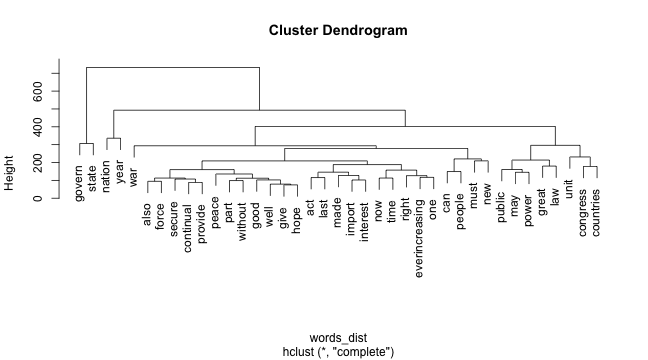 Cluster Dendrogram
Height
600
400
200
0
govern
state
nation
year
war
also
force
secure
continual
provide
peace
part
without
good
well
give
hope
act
last
made
import
interest
now
time
right
everincreasing
one
can
people
must
new
public
may
power
great
law
unit
congress
countries
words_dist
hclust (*, "complete")